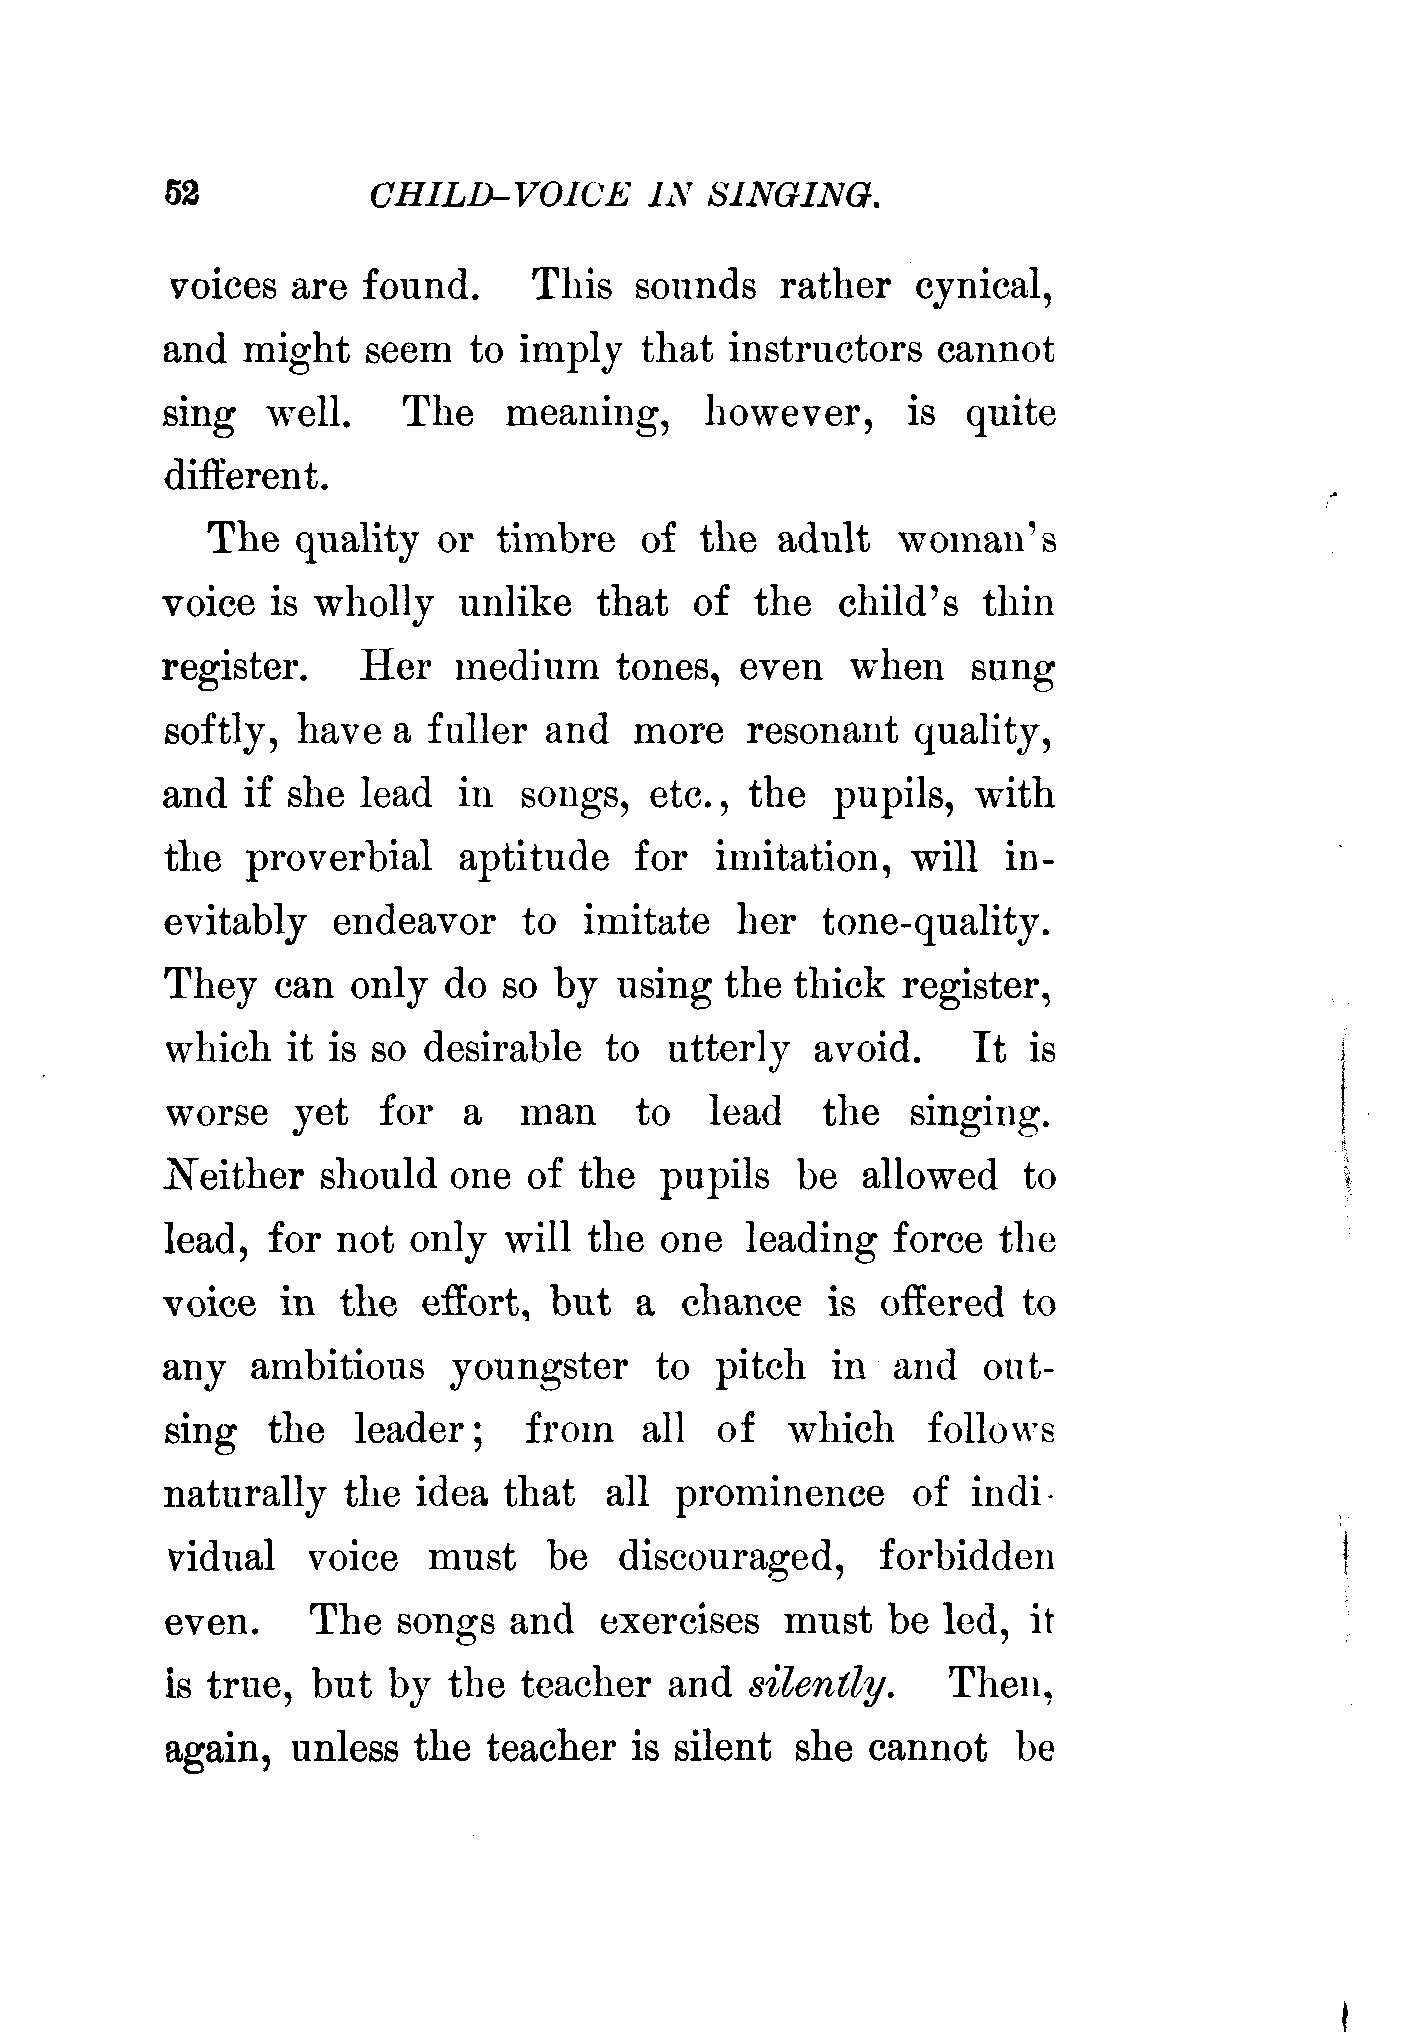 52 CHILD-VOICE IN SINGING.
voices are found. This sounds rather cynical,
and might seem to imply that instructors cannot
sing well. The meaning, however, is quite
different.
The quality or timbre of the adult woman's
voice is wholly unlike that of the child's thin
register. Her medium tones, even when sung
softly, have a fuller and more resonant quality,
and if she lead in songs, etc., the pupils, with
the proverbial aptitude for imitation, will in-
evitably endeavor to imitate her tone-quality.
They can only do so by using the thick register,
which it is so desirable to utterly avoid. It is
worse yet for a man to lead the singing.
Neither should one of the pupils be allowed to
lead, for not only will the one leading force the
voice in the effort, but a chance is offered to
any ambitious youngster to pitch in and out-
sing the leader; from all of which follows
naturally the idea that all prominence of indi-
vidual voice must be discouraged, forbidden
even. The songs and exercises must be led, it
is true, but by the teacher and silently. Then,
again, unless the teacher is silent she cannot be